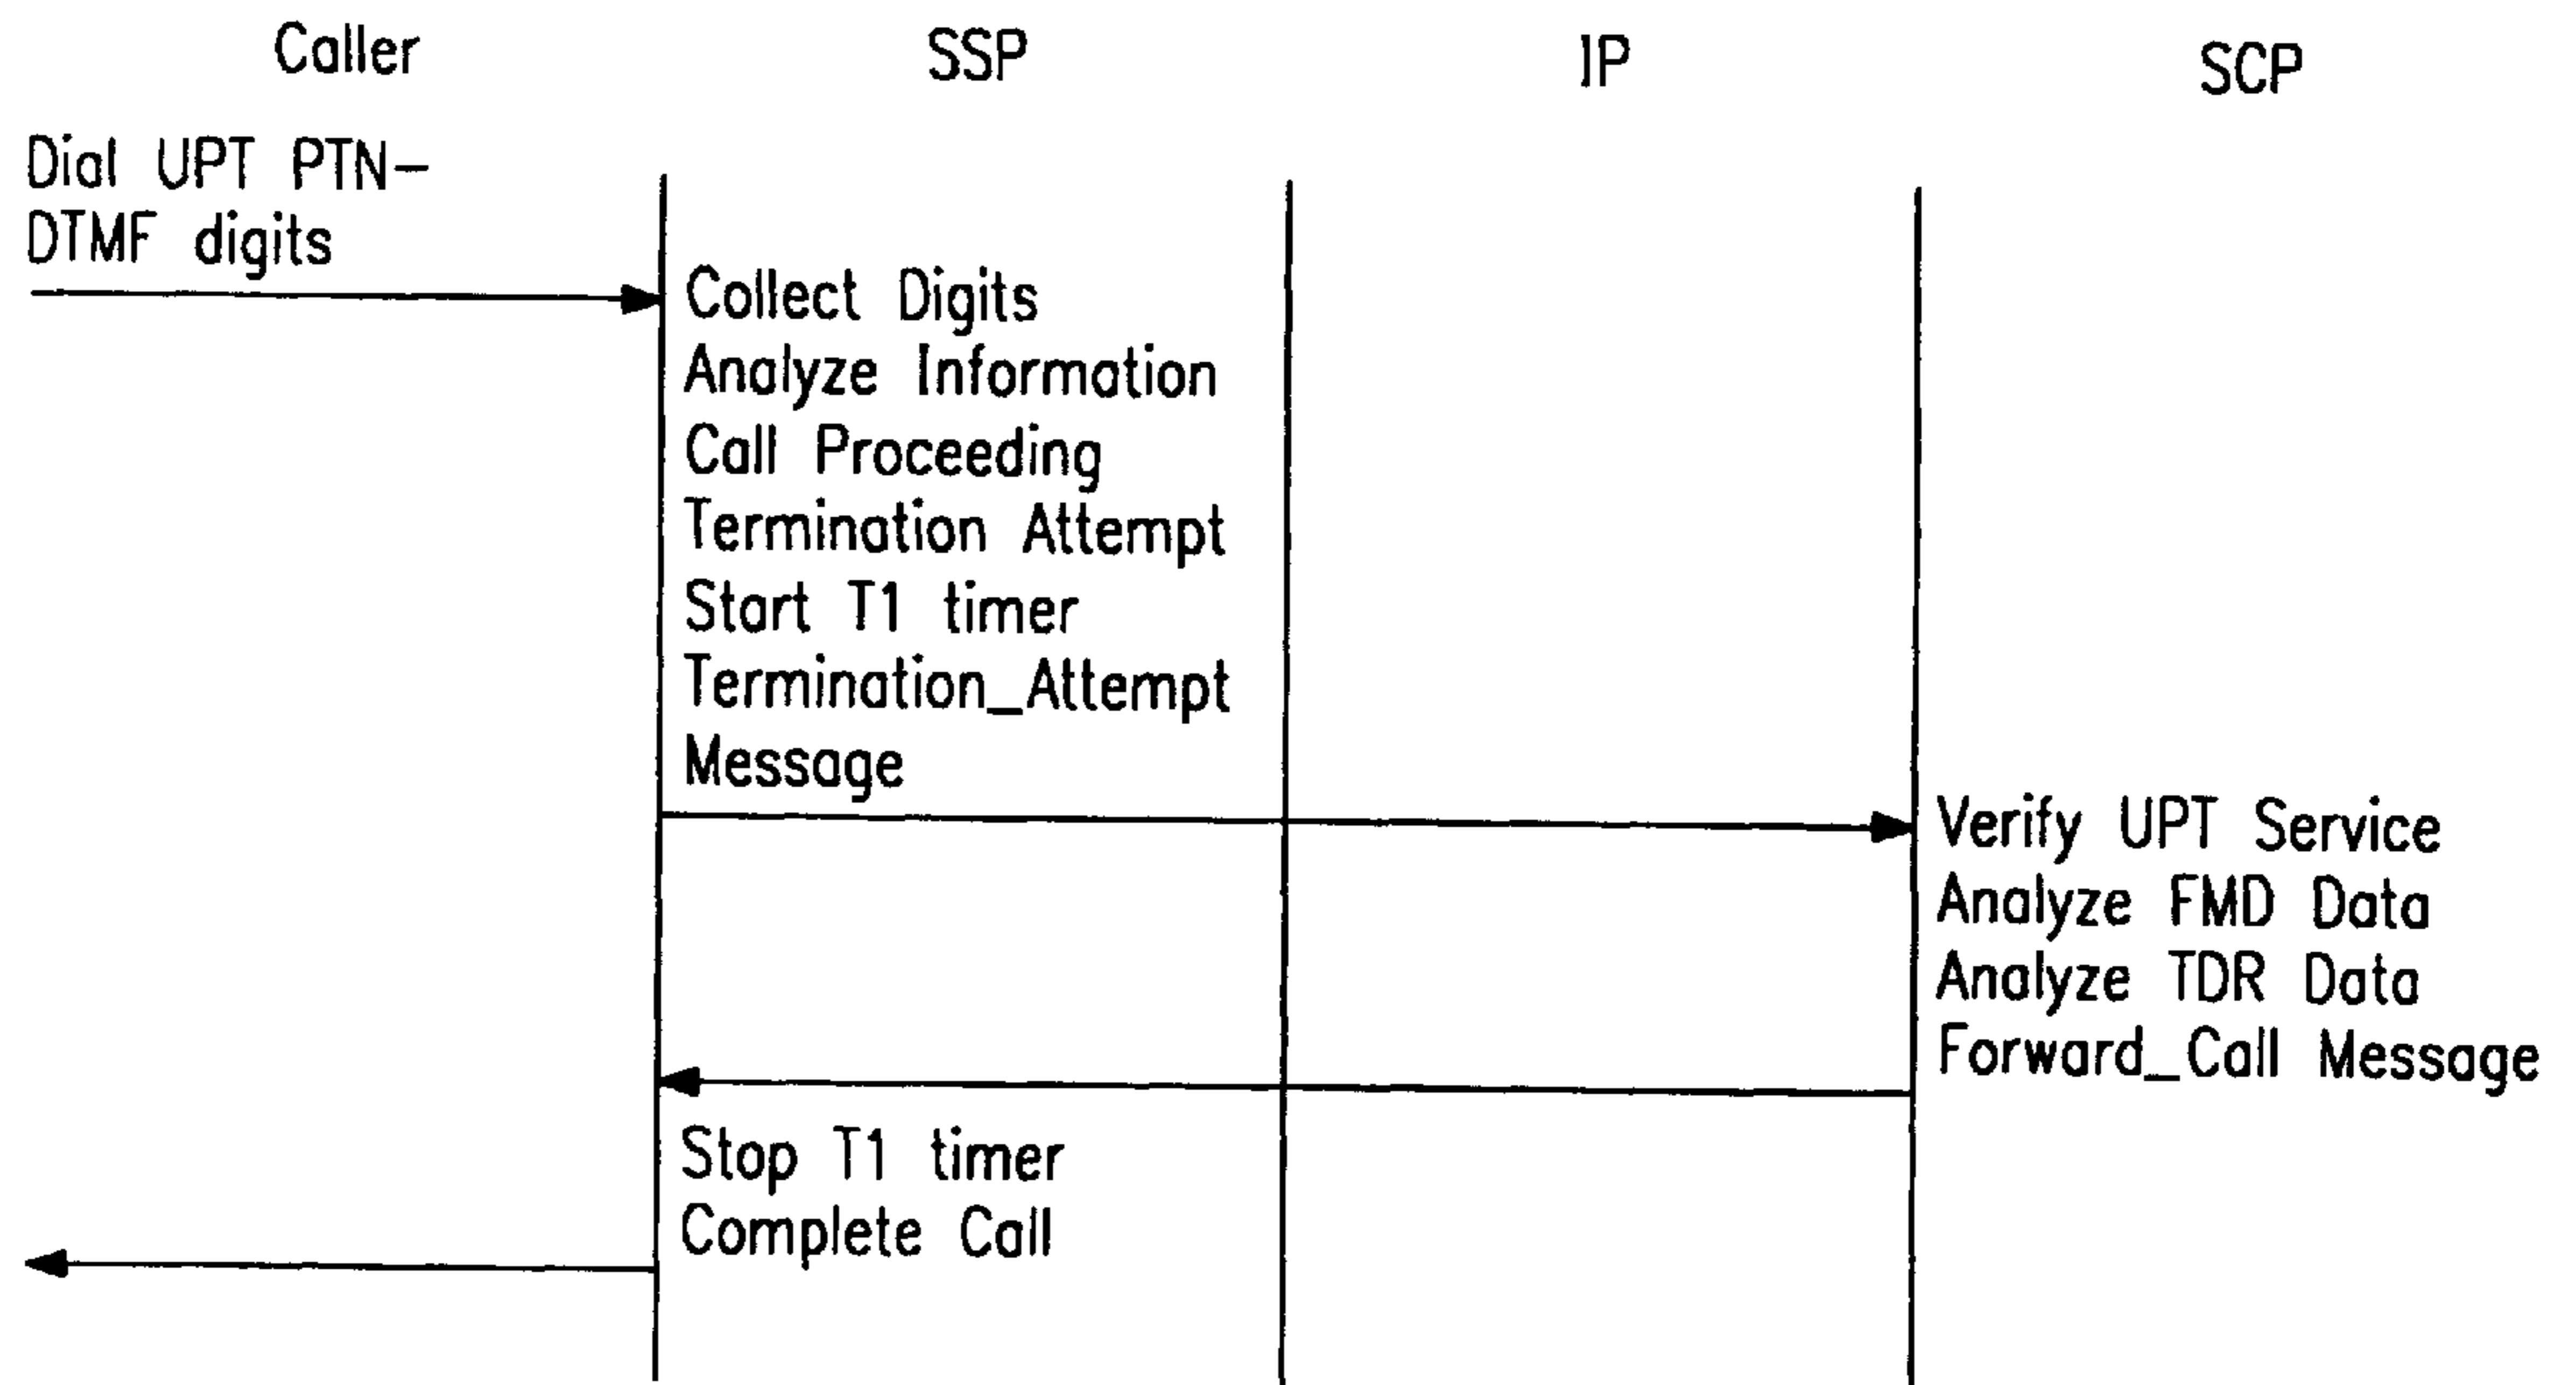 Caller
SSP
IP
SCP
Dial UPT PTN-
DTMF digits
Collect Digits
Analyze Information
Call Proceeding
Termination Attempt
Start T1 timer
Termination_Attempt
Message
Verify UPT Service
Analyze FMD Data
Analyze TDR Data
Forward_Call Message
Stop T1 timer
Complete Call